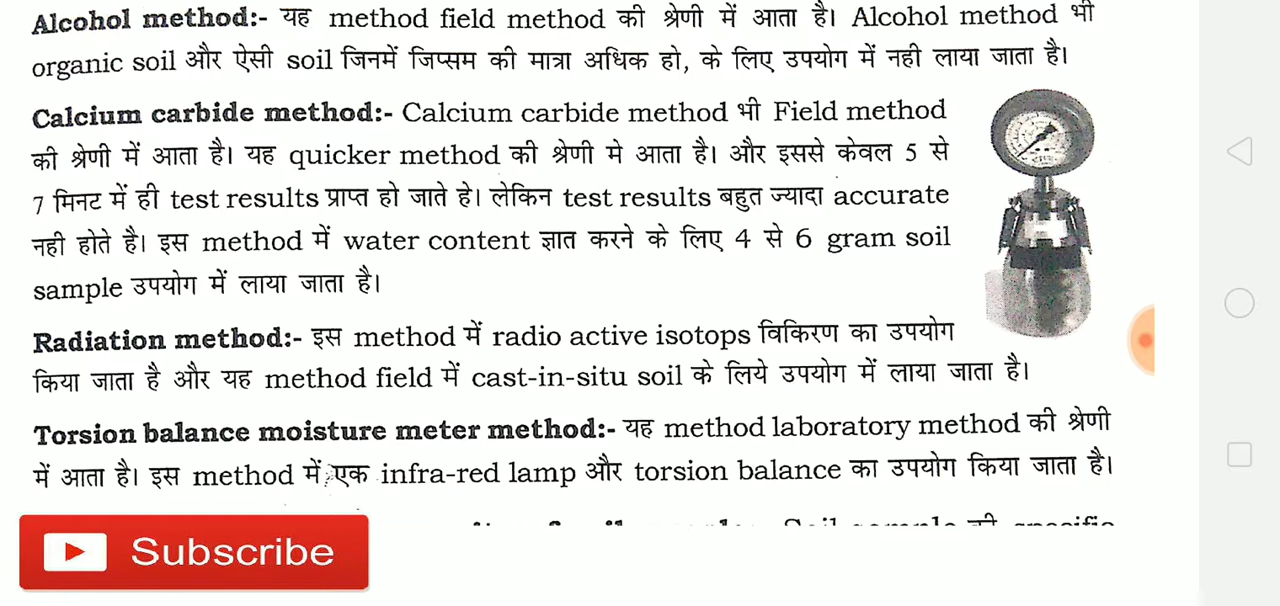 Alcohol method:- यह method field method की श्रेणी में आता है। Alcohol method भी
organic soil और ऐसी soil जिनमें जिप्सम की मात्रा अधिक हो, के लिए उपयोग में नही लाया जाता है।
Calcium carbide method:- Calcium carbide method भी Field method
की श्रेणी में आता है। यह quicker method की श्रेणी मे आता है। और इससे केवल 5 से
7 मिनट में ही test results प्राप्त हो जाते हे। लेकिन test results बहुत ज्यादा accurate
नही होते है। इस method में water content ज्ञात करने के लिए 4 से 6 gram soil
sample उपयोग में लाया जाता है।
Radiation method:- इस method में radio active isotops विकिरण का उपयोग
किया जाता है और यह method field में cast-in-situ soil के लिये उपयोग में लाया जाता है।
Torsion balance moisture meter method:- यह method laboratory method की श्रेणी
में आता है। इस method में एक infra-red lamp और torsion balance का उपयोग किया जाता है।
Subscribe